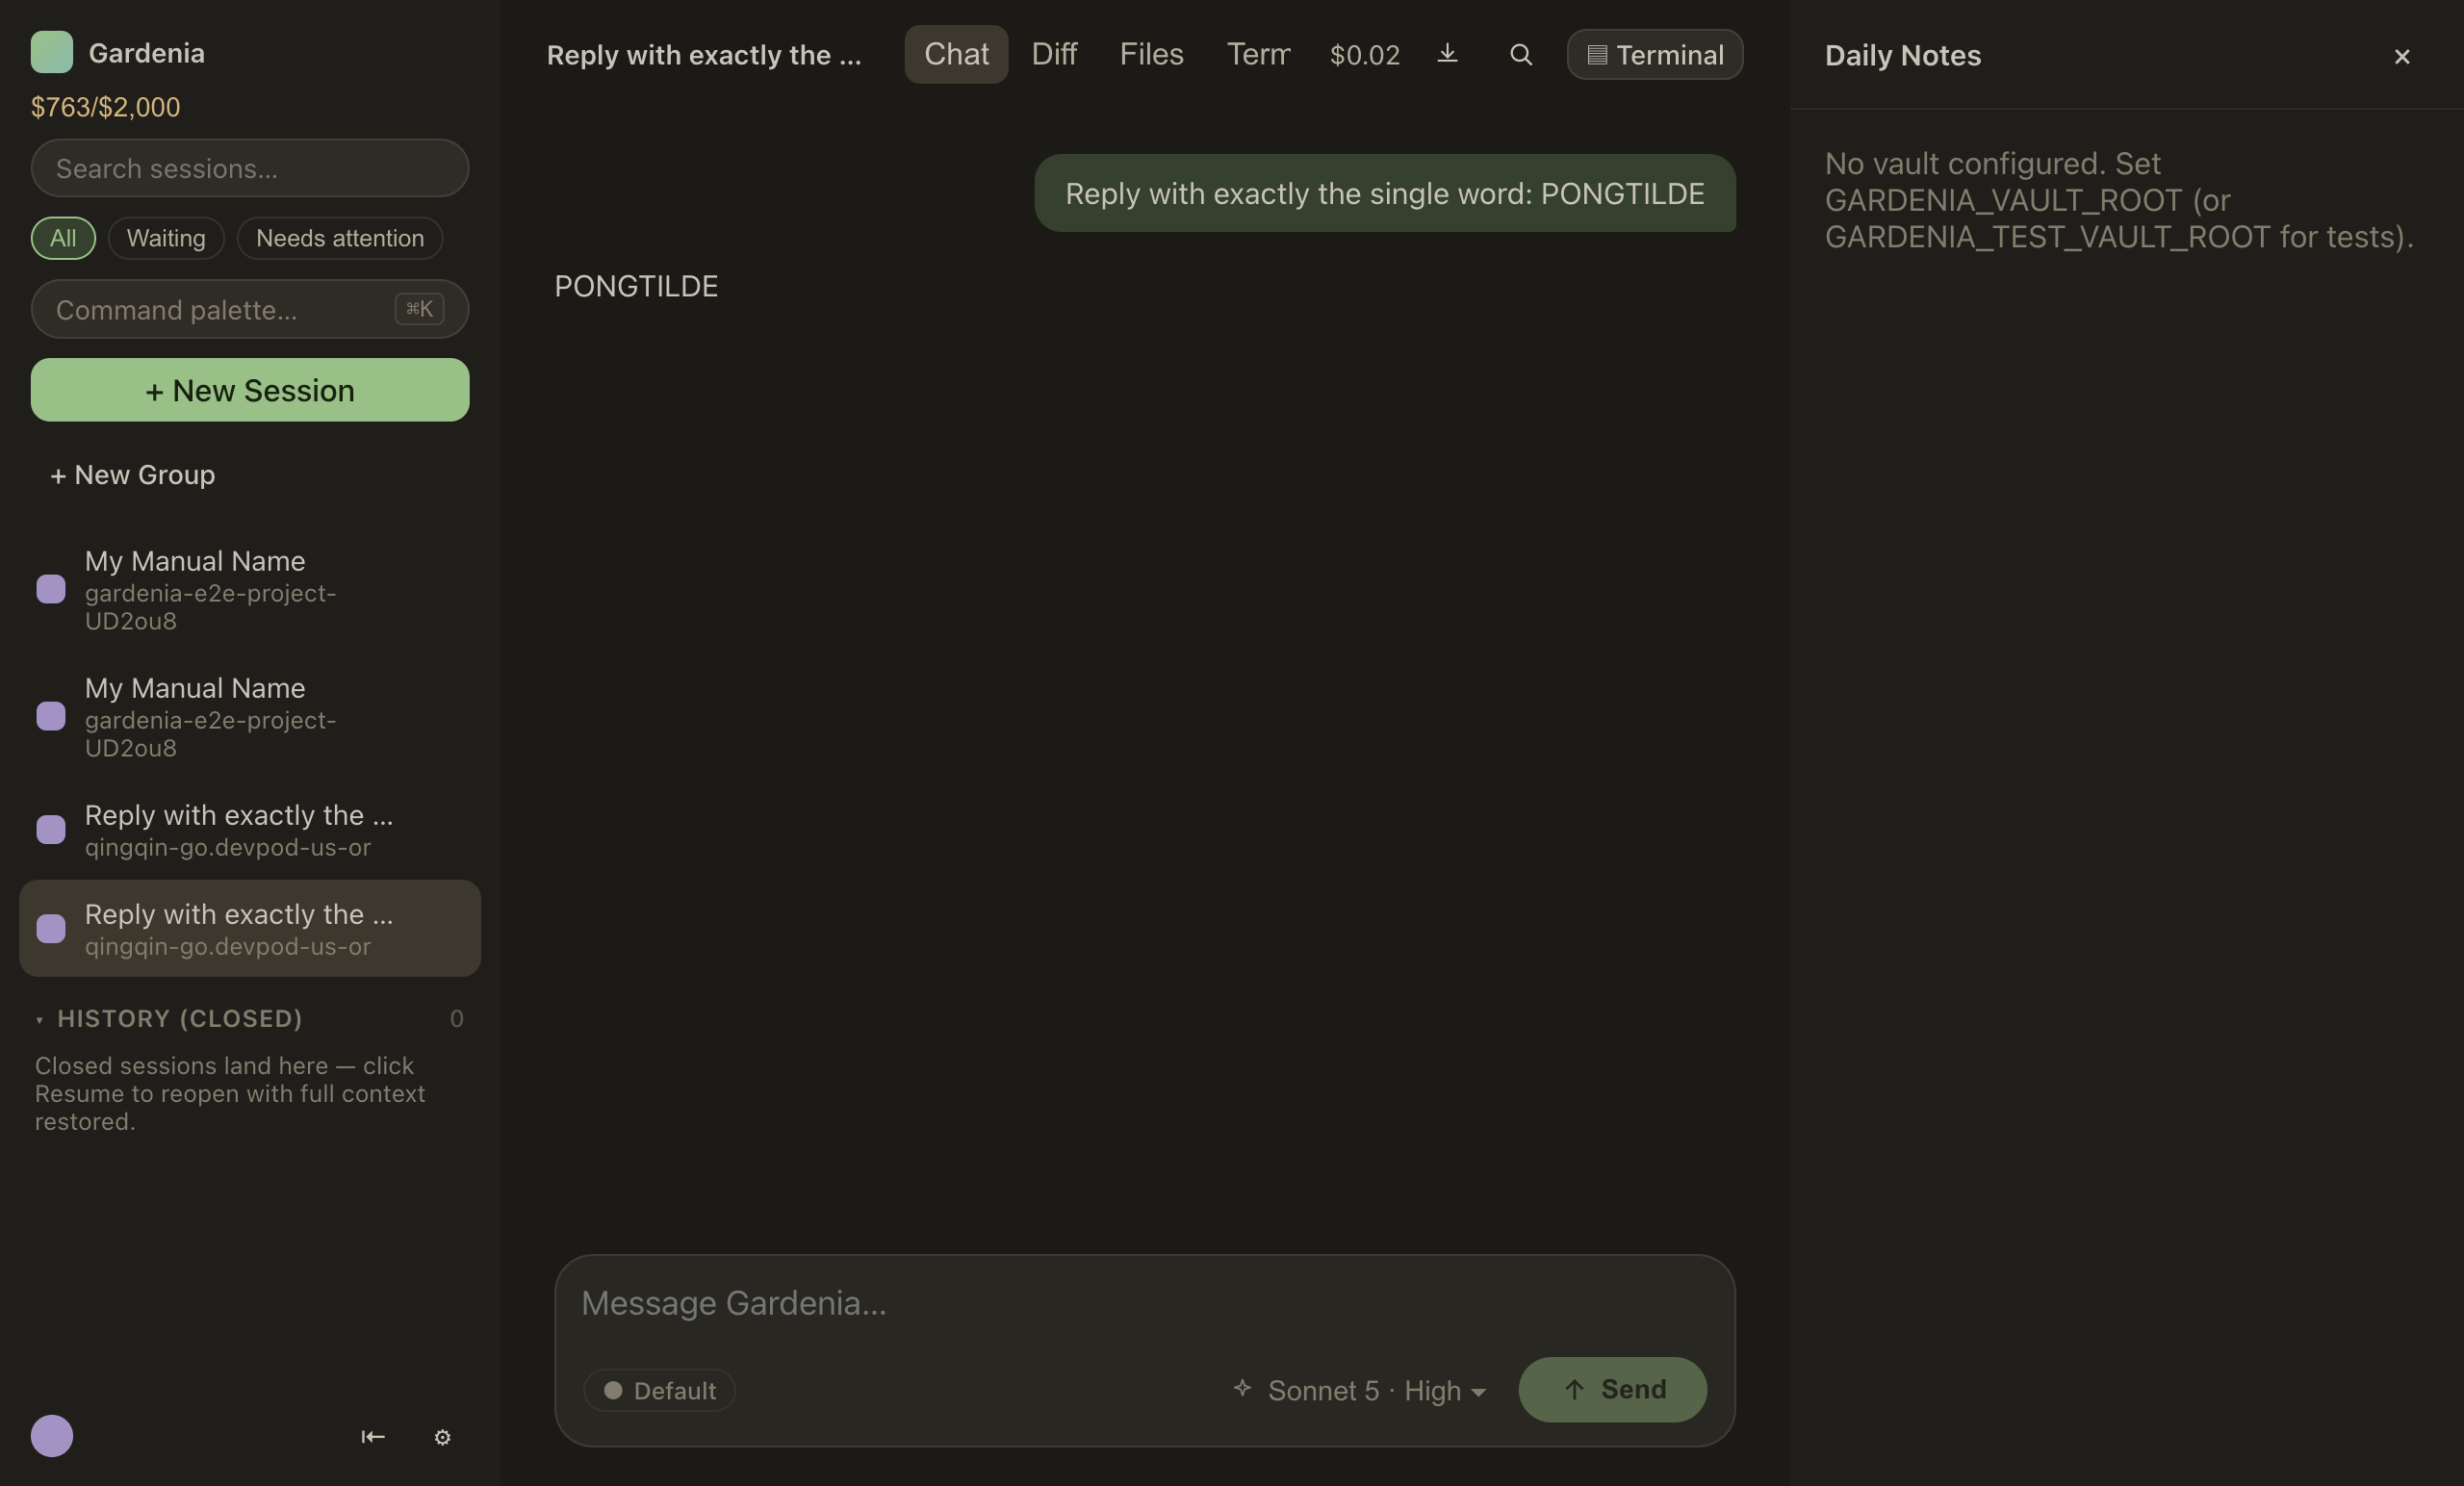 Gardenia
$763/$2,000
Search sessions...
All
Waiting
Needs attention
Command palette...
⌘K
+ New Session
+ New Group
My Manual Name
gardenia-e2e-project-
UD2ou8
My Manual Name
gardenia-e2e-project-
UD2ou8
Reply with exactly the ...
qingqin-go.devpod-us-or
Reply with exactly the ...
qingqin-go.devpod-us-or
HISTORY (CLOSED)
0
Closed sessions land here — click
Resume to reopen with full context
restored.
Reply with exactly the ...
Chat
Diff
Files
Term
$0.02
Terminal
Reply with exactly the single word: PONGTILDE
PONGTILDE
Message Gardenia...
Default
Sonnet 5 · High
Send
Daily Notes
No vault configured. Set
GARDENIA_VAULT_ROOT (or
GARDENIA_TEST_VAULT_ROOT for tests).